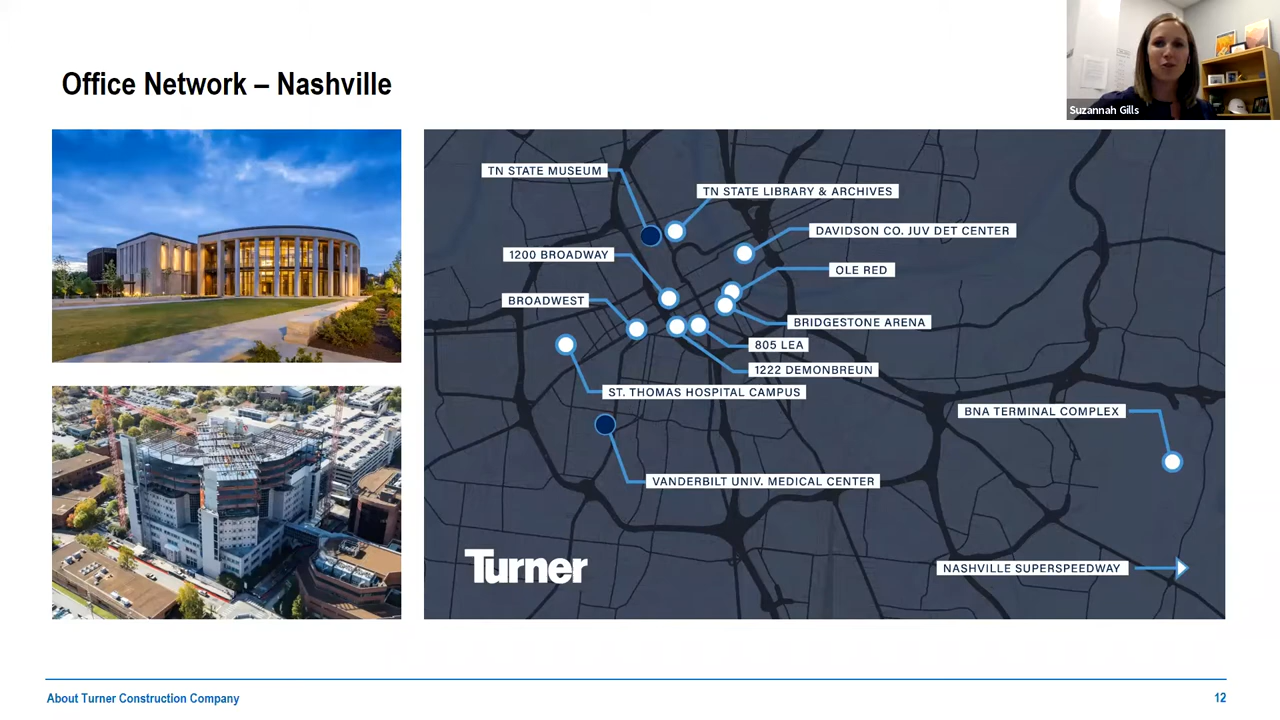 Suzannah Gills
Office Network – Nashville
TN STATE MUSEUM
TN STATE LIBRARY & ARCHIVES
DAVIDSON CO. JUV DET CENTER
1200 BROADWAY
OLE RED
BROADWEST
BRIDGESTONE ARENA
805 LEA
1222 DEMONBREUN
ST. THOMAS HOSPITAL CAMPUS
BNA TERMINAL COMPLEX
VANDERBILT UNIV. MEDICAL CENTER
Turner
NASHVILLE SUPERSPEEDWAY
About Turner Construction Company
12